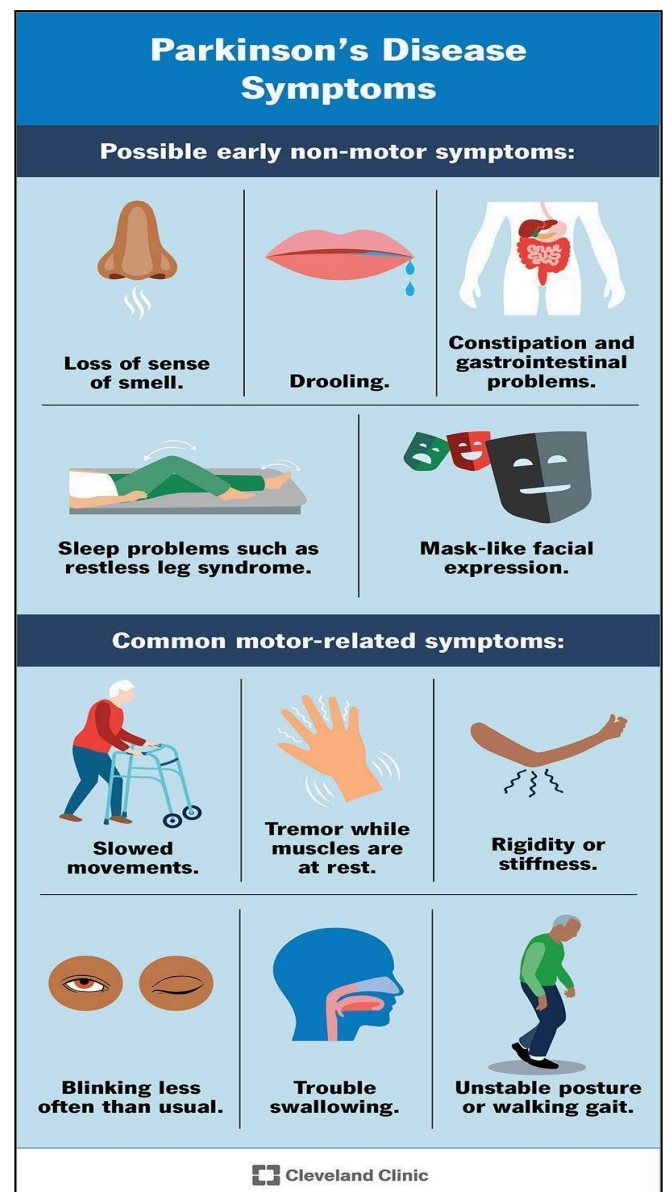 Parkinson's Disease
Symptoms
Possible early non-motor symptoms:
Loss of sense
of smell.
Drooling.
Constipation and
gastrointestinal
problems.
Sleep problems such as
restless leg syndrome.
Mask-like facial
expression.
Common motor-related symptoms:
Slowed
movements.
Tremor while
muscles are
at rest.
Rigidity or
stiffness.
Blinking less
often than usual.
Trouble
swallowing.
Unstable posture
or walking gait.
Cleveland Clinic